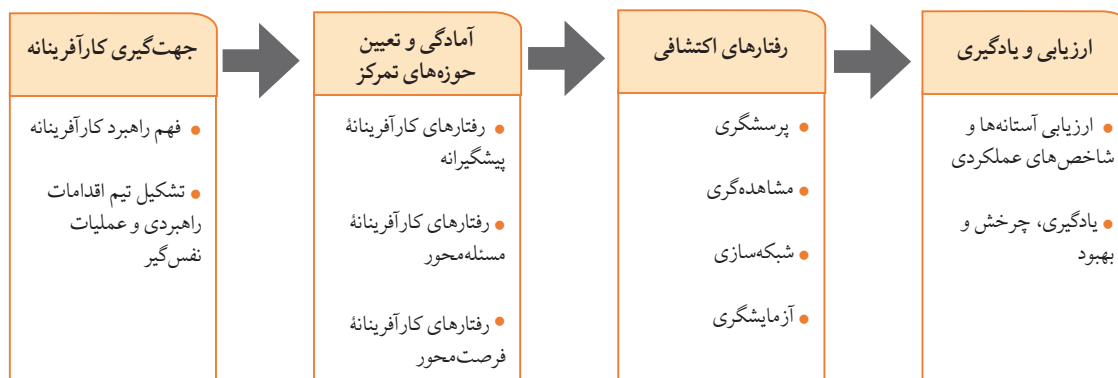 جهت‌گیری کارآفرینانه
• فهم راهبرد کارآفرینانه
• تشکیل تیم اقدامات
راهبردی و عملیات
نفس‌گیر
آمادگی و تعیین
حوزه‌های تمرکز
• رفتارهای کارآفرینانهٔ
پیشگیرانه
• رفتارهای کارآفرینانهٔ
مسئله‌محور
• رفتارهای کارآفرینانهٔ
فرصت‌محور
رفتارهای اکتشافی
• پرسشگری
• مشاهده‌گری
• شبکه‌سازی
• آزمایشگری
ارزیابی و یادگیری
• ارزیابی آستانه‌ها و
شاخص‌های عملکردی
• یادگیری، چرخش و
بهبود